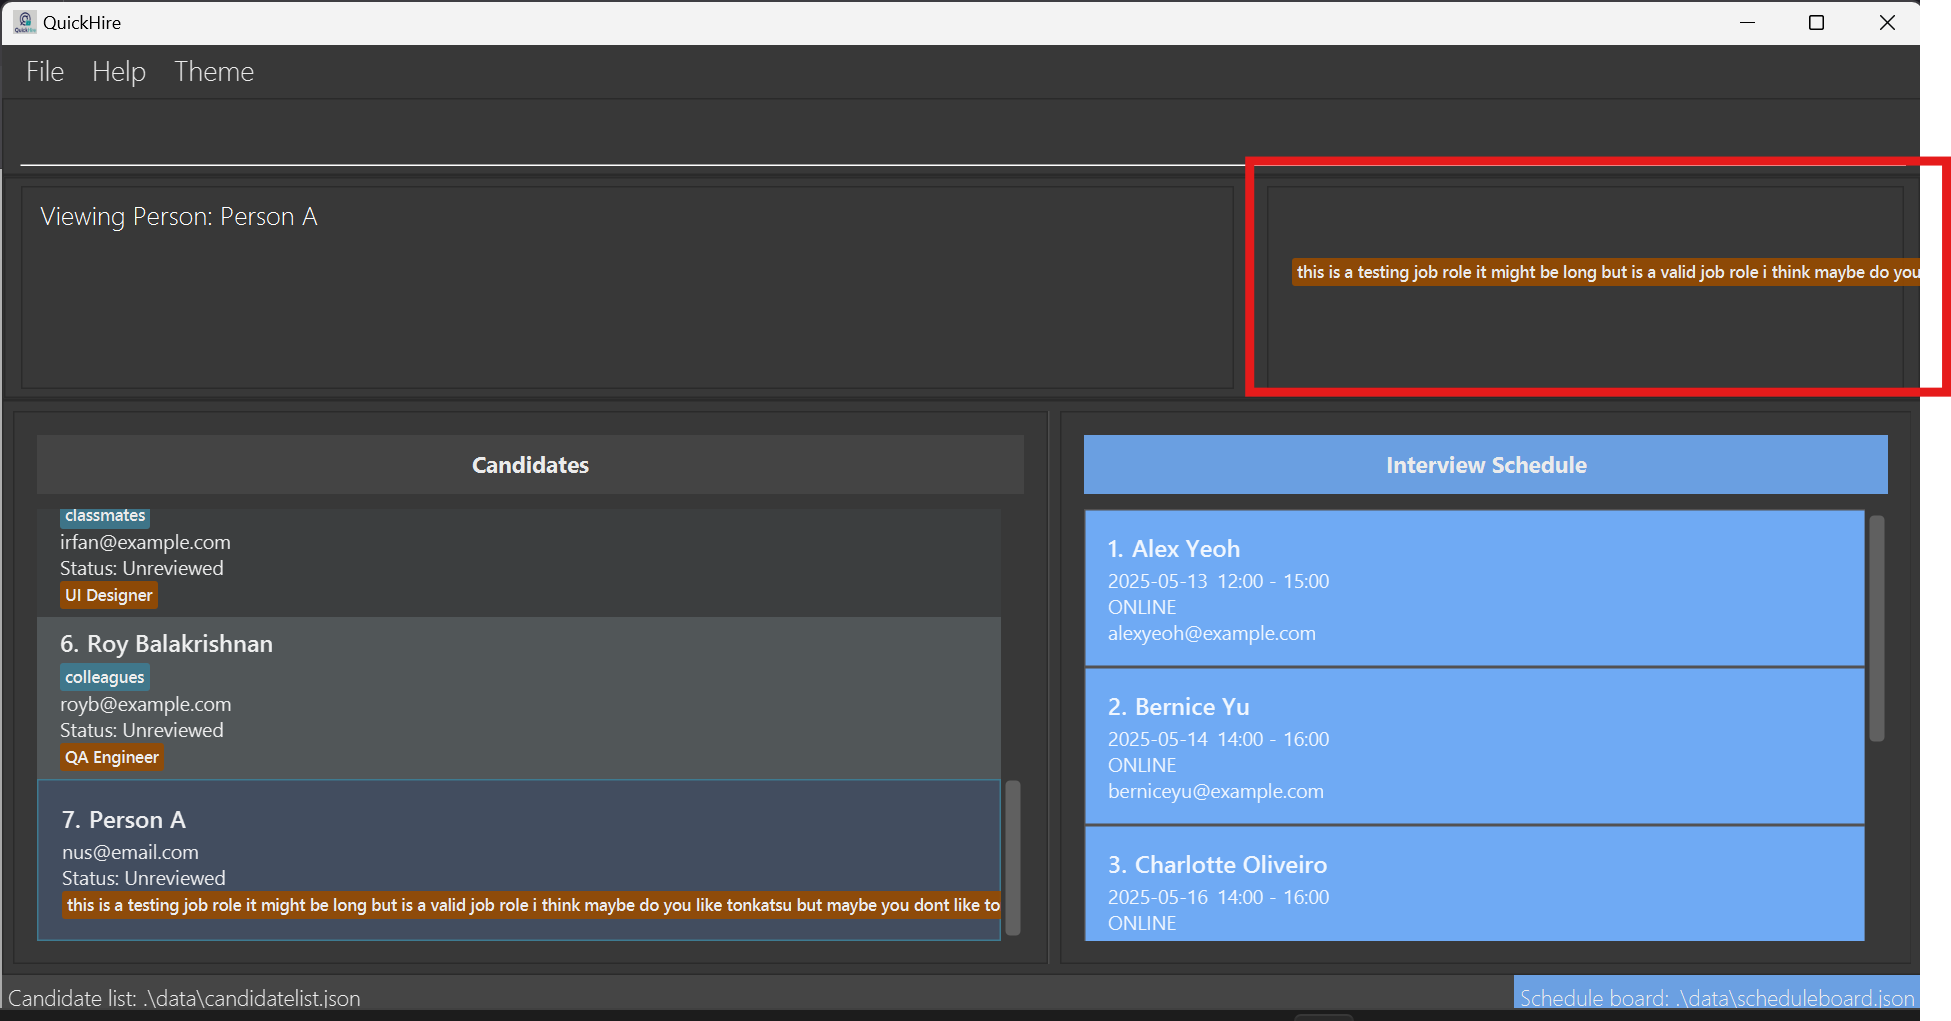 QuickHire
File Help Theme
Viewing Person: Person A
this is a testing job role it might be long but is a valid job role i think maybe do you
Candidates
classmates
irfan@example.com
Status: Unreviewed
UI Designer
6. Roy Balakrishnan
colleagues
royb@example.com
Status: Unreviewed
QA Engineer
7. Person A
nus@email.com
Status: Unreviewed
this is a testing job role it might be long but is a valid job role i think maybe do you like tonkatsu but maybe you dont like to
Interview Schedule
1. Alex Yeoh
2025-05-13 12:00 - 15:00
ONLINE
alexyeoh@example.com
2. Bernice Yu
2025-05-14 14:00 - 16:00
ONLINE
berniceyu@example.com
3. Charlotte Oliveiro
2025-05-16 14:00 - 16:00
ONLINE
Candidate list: .\data\candidatelist.json
Schedule board: .\data\scheduleboard.json